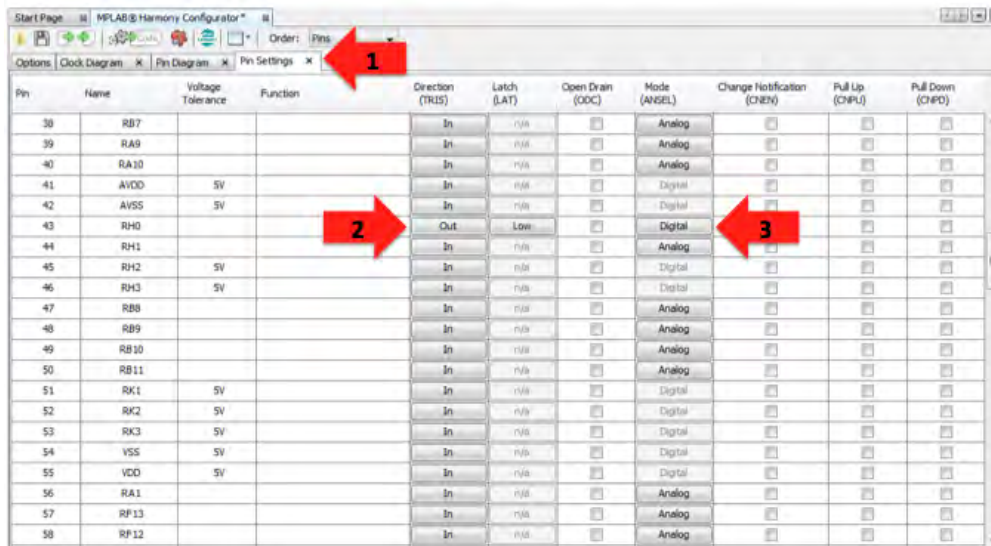 Start Page MPLAB® Harmony Configurator*
Order: Pins
Options Clock Diagram × Pin Diagram × Pin Settings ×
1
Pin Name Voltage Tolerance Function Direction (TRIS) Latch (LAT) Open Drain (ODC) Mode (ANSEL) Change Notification (CNEN) Pull Up (CNPU) Pull Down (CNPD)
38 RB7 In n/a Analog
39 RA9 In n/a Analog
40 RA10 In n/a Analog
41 AVDD 5V In n/a Digital
42 AVSS 5V In n/a Digital
43 RH0 2 Out Low Digital 3
44 RH1 In n/a Analog
45 RH2 5V In n/a Digital
46 RH3 5V In n/a Digital
47 RB8 In n/a Analog
48 RB9 In n/a Analog
49 RB10 In n/a Analog
50 RB11 In n/a Analog
51 RK1 5V In n/a Digital
52 RK2 5V In n/a Digital
53 RK3 5V In n/a Digital
54 VSS 5V In n/a Digital
55 VDD 5V In n/a Digital
56 RA1 In n/a Analog
57 RF13 In n/a Analog
58 RF12 In n/a Analog